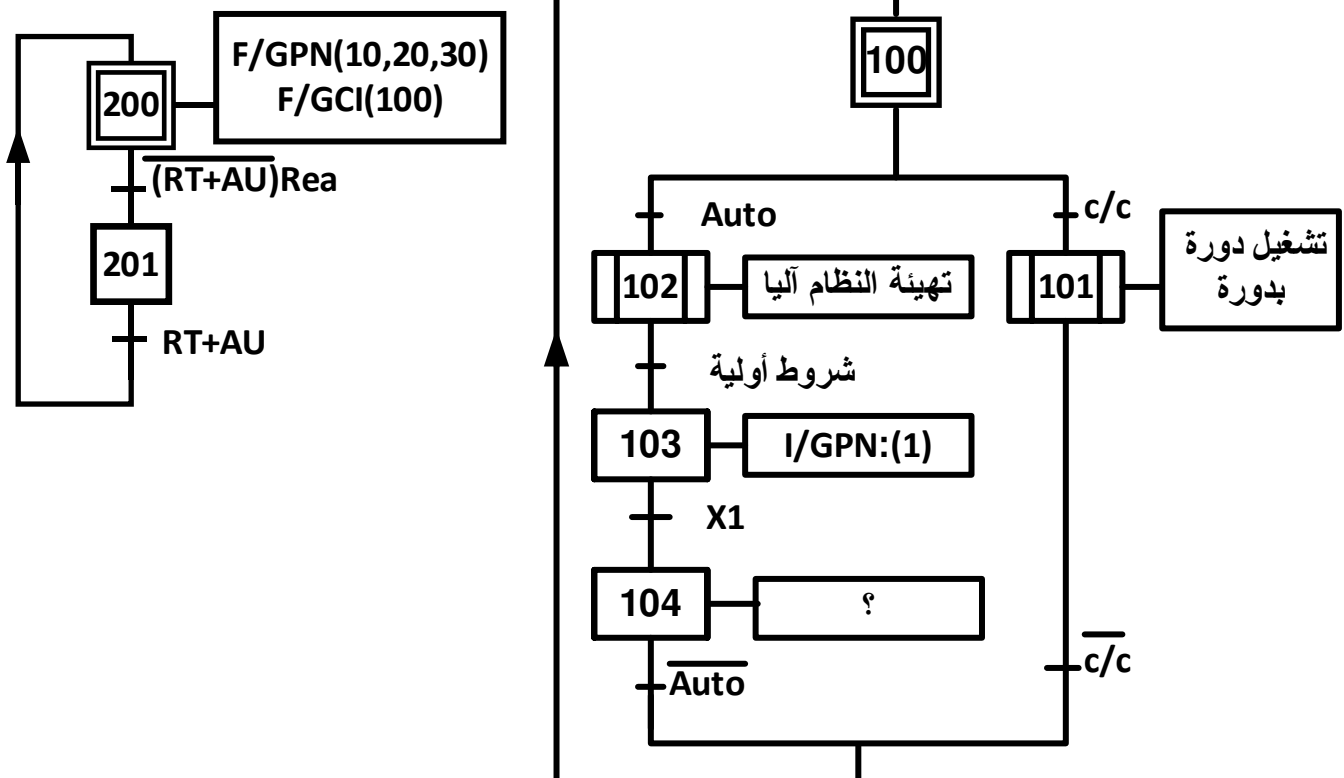 F/GPN(10,20,30)
F/GCI(100)
200
(RT+AU)Rea
201
RT+AU
100
Auto
c/c
102
تهيئة النظام آليا
101
تشغيل دورة
بدورة
شروط أولية
103
I/GPN:(1)
X1
104
؟
Auto
c/c